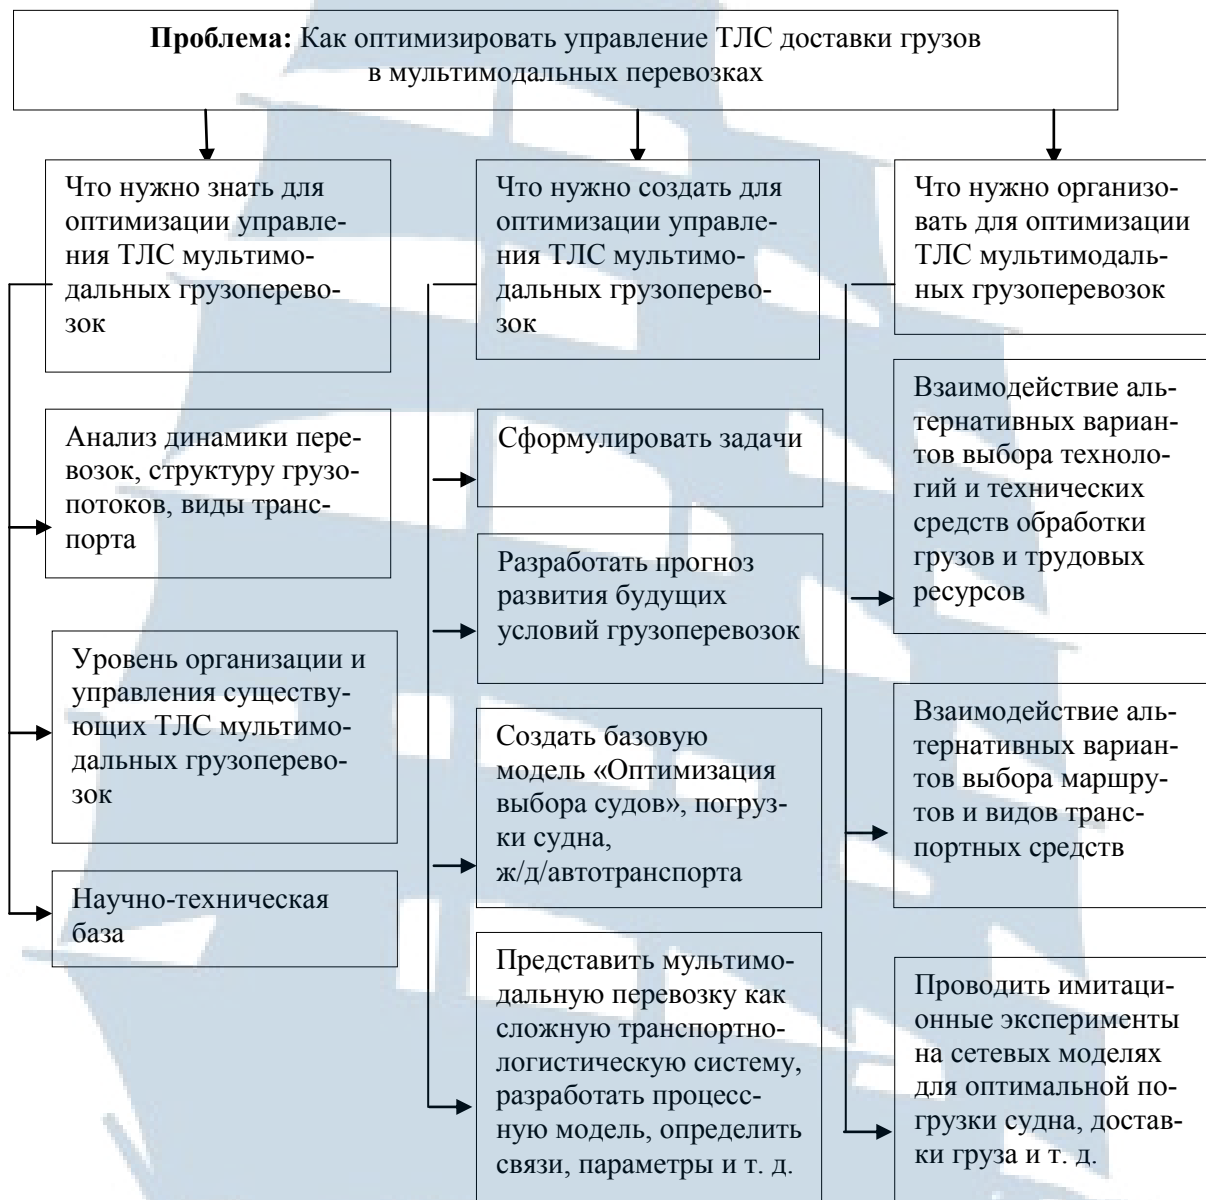 Проблема: Как оптимизировать управление ТЛС доставки грузов
в мультимодальных перевозках
Что нужно знать для
оптимизации управле-
ния ТЛС мультимо-
дальных грузоперево-
зок
Анализ динамики пере-
возок, структуру грузо-
потоков, виды транс-
порта
Уровень организации и
управления существу-
ющих ТЛС мультимо-
дальных грузоперево-
зок
Научно-техническая
база
Что нужно создать для
оптимизации управле-
ния ТЛС мультимо-
дальных грузоперево-
зок
Сформулировать задачи
Разработать прогноз
развития будущих
условий грузоперевозок
Создать базовую
модель «Оптимизация
выбора судов», погруз-
ки судна,
ж/д/автотранспорта
Представить мультимо-
дальную перевозку как
сложную транспортно-
логистическую систему,
разработать процесс-
ную модель, определить
связи, параметры и т. д.
Что нужно организо-
вать для оптимизации
ТЛС мультимодаль-
ных грузоперевозок
Взаимодействие аль-
тернативных вариан-
тов выбора техноло-
гий и технических
средств обработки
грузов и трудовых
ресурсов
Взаимодействие аль-
тернативных вариан-
тов выбора маршру-
тов и видов транс-
портных средств
Проводить имитаци-
онные эксперименты
на сетевых моделях
для оптимальной по-
грузки судна, достав-
ки груза и т. д.